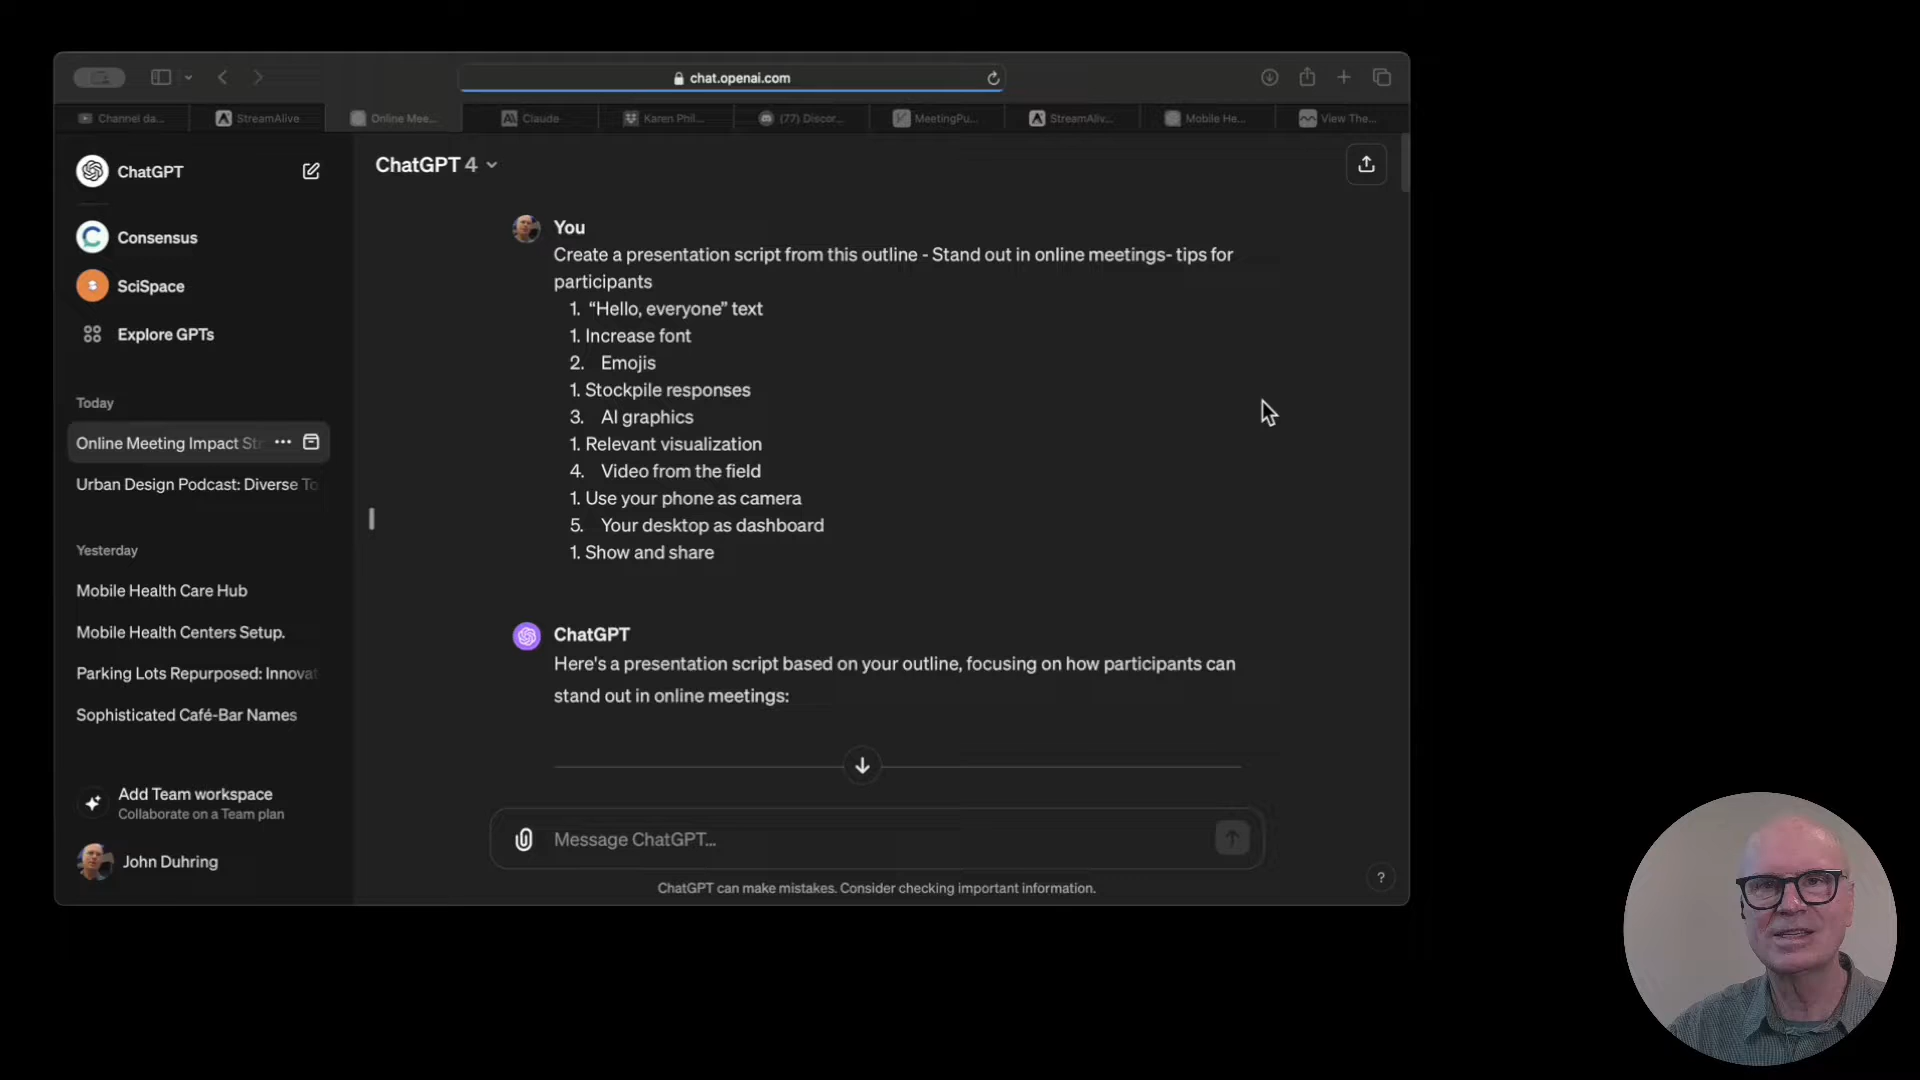 chat.openai.com
Channel da...
StreamAlive
Online Mee...
Claude
Karen Phil...
(77) Discor...
MeetingPu...
StreamAliv...
Mobile He...
View The...
ChatGPT
Consensus
SciSpace
Explore GPTs
Today
Online Meeting Impact St
Urban Design Podcast: Diverse To
Yesterday
Mobile Health Care Hub
Mobile Health Centers Setup.
Parking Lots Repurposed: Innovat
Sophisticated Café-Bar Names
Add Team workspace
Collaborate on a Team plan
John Duhring
ChatGPT 4
You
Create a presentation script from this outline - Stand out in online meetings- tips for
participants
1. “Hello, everyone” text
1. Increase font
2. Emojis
1. Stockpile responses
3. AI graphics
1. Relevant visualization
4. Video from the field
1. Use your phone as camera
5. Your desktop as dashboard
1. Show and share
ChatGPT
Here's a presentation script based on your outline, focusing on how participants can
stand out in online meetings:
Message ChatGPT...
ChatGPT can make mistakes. Consider checking important information.
?